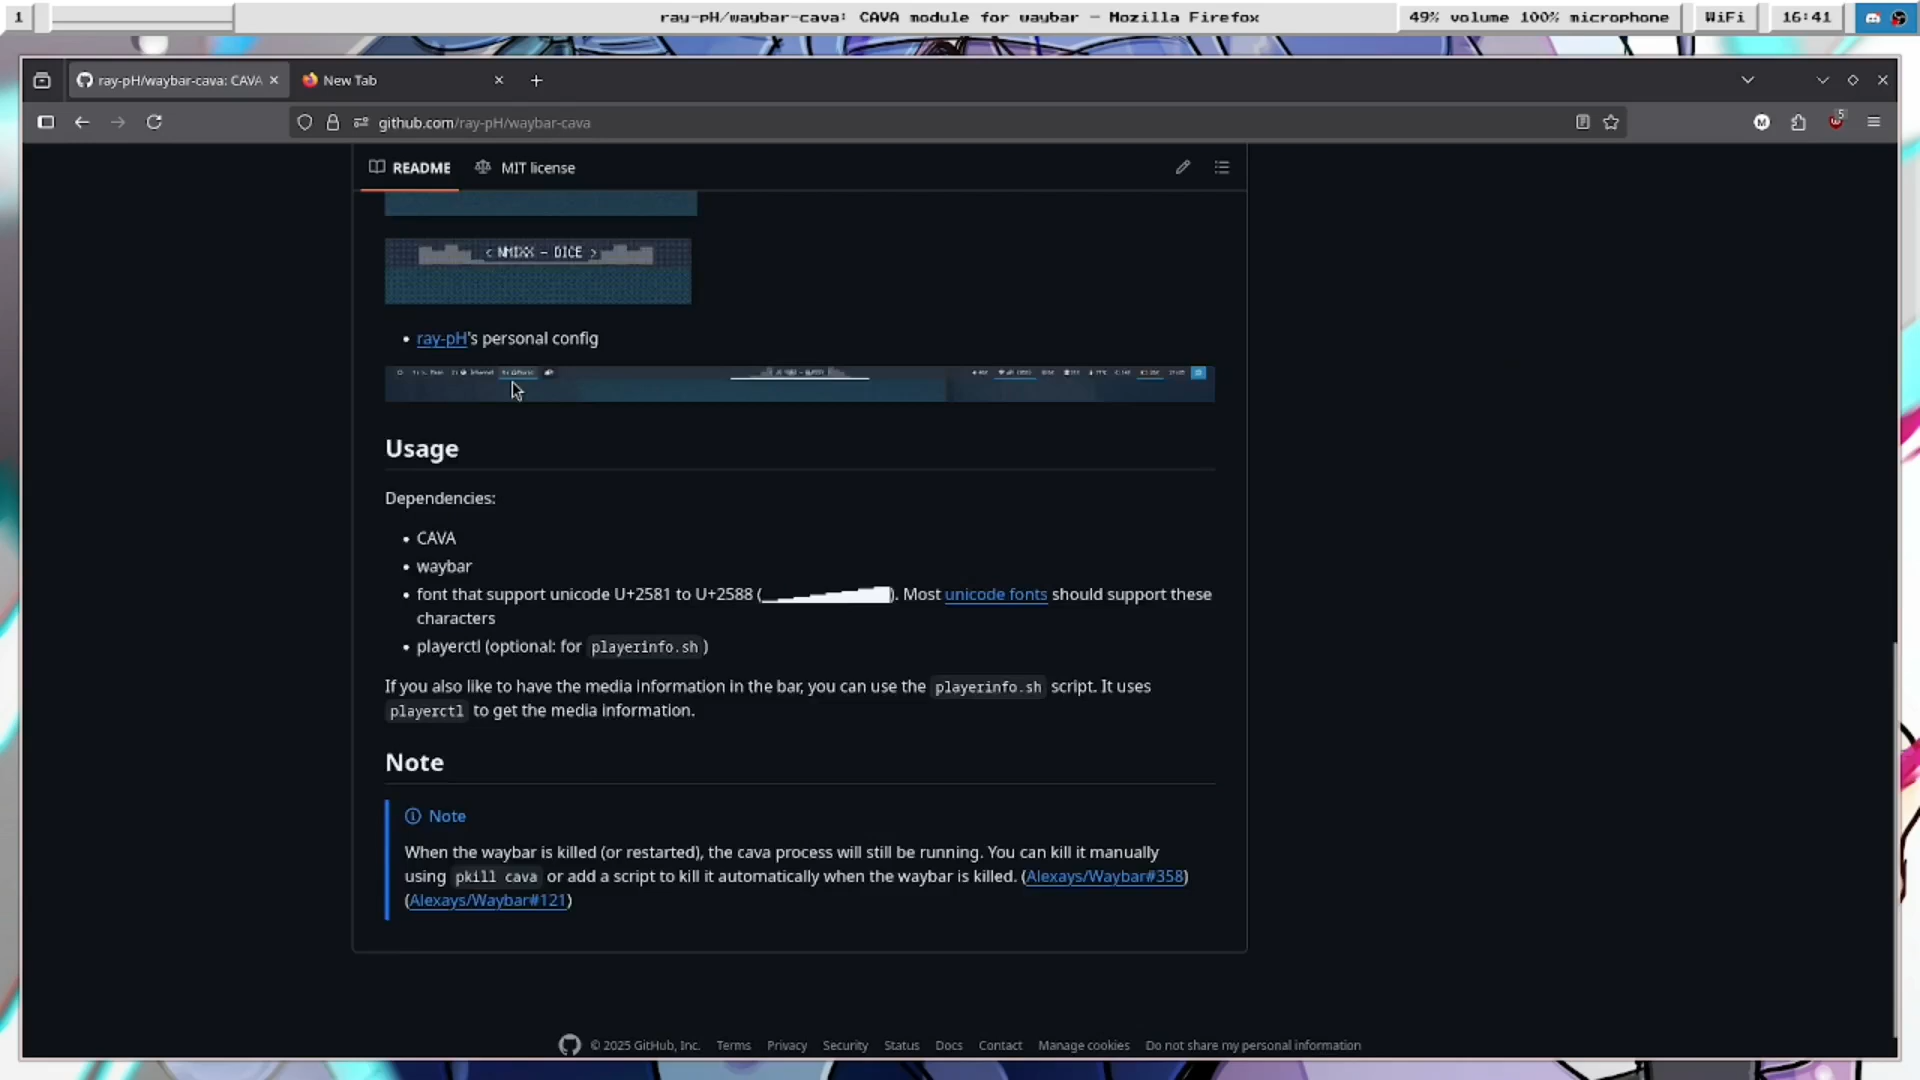 1
ray-pH/waybar-cava: CAVA module for waybar — Mozilla Firefox
49% volume 100% microphone
WiFi
16:41
ray-pH/waybar-cava: CAVA
New Tab
github.com/ray-pH/waybar-cava
5
M
README
MIT license
< NMIXX - DICE >
• ray-pH's personal config
Usage
Dependencies:
• CAVA
• waybar
• font that support unicode U+2581 to U+2588 (▁▂▃▄▅▆▇█). Most unicode fonts should support these
characters
• playerctl (optional: for playerinfo.sh)
If you also like to have the media information in the bar, you can use the playerinfo.sh script. It uses
playerctl to get the media information.
Note
Note
When the waybar is killed (or restarted), the cava process will still be running. You can kill it manually
using pkill cava or add a script to kill it automatically when the waybar is killed. (Alexays/Waybar#358)
(Alexays/Waybar#121)
© 2025 GitHub, Inc. Terms Privacy Security Status Docs Contact Manage cookies Do not share my personal information